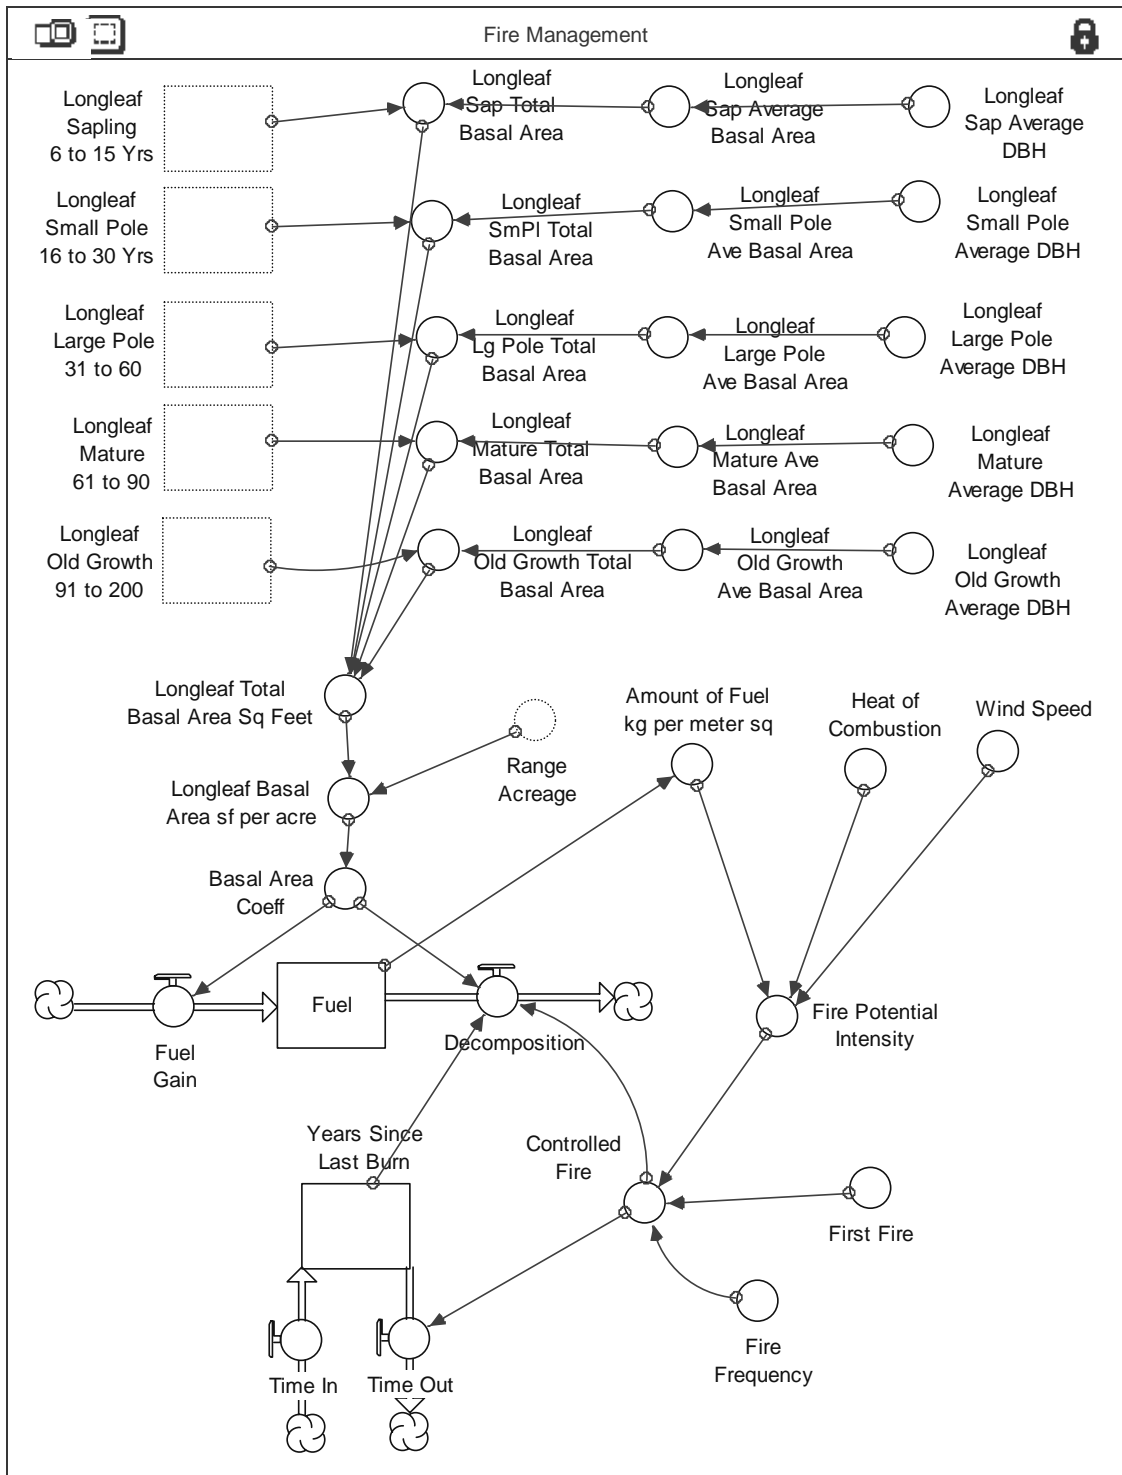 Fire Management
Longleaf
Sapling
6 to 15 Yrs
Longleaf
Sap Total
Basal Area
Longleaf
Sap Average
Basal Area
Longleaf
Sap Average
DBH
Longleaf
Small Pole
16 to 30 Yrs
Longleaf
SmPl Total
Basal Area
Longleaf
Small Pole
Ave Basal Area
Longleaf
Small Pole
Average DBH
Longleaf
Large Pole
31 to 60
Longleaf
Lg Pole Total
Basal Area
Longleaf
Large Pole
Ave Basal Area
Longleaf
Large Pole
Average DBH
Longleaf
Mature
61 to 90
Longleaf
Mature Total
Basal Area
Longleaf
Mature Ave
Basal Area
Longleaf
Mature
Average DBH
Longleaf
Old Growth
91 to 200
Longleaf
Old Growth Total
Basal Area
Longleaf
Old Growth
Ave Basal Area
Longleaf
Old Growth
Average DBH
Longleaf Total
Basal Area Sq Feet
Amount of Fuel
kg per meter sq
Heat of
Combustion
Wind Speed
Range
Acreage
Longleaf Basal
Area sf per acre
Basal Area
Coeff
Fuel
Fuel
Gain
Decomposition
Fire Potential
Intensity
Years Since
Last Burn
Controlled
Fire
First Fire
Fire
Frequency
Time In
Time Out